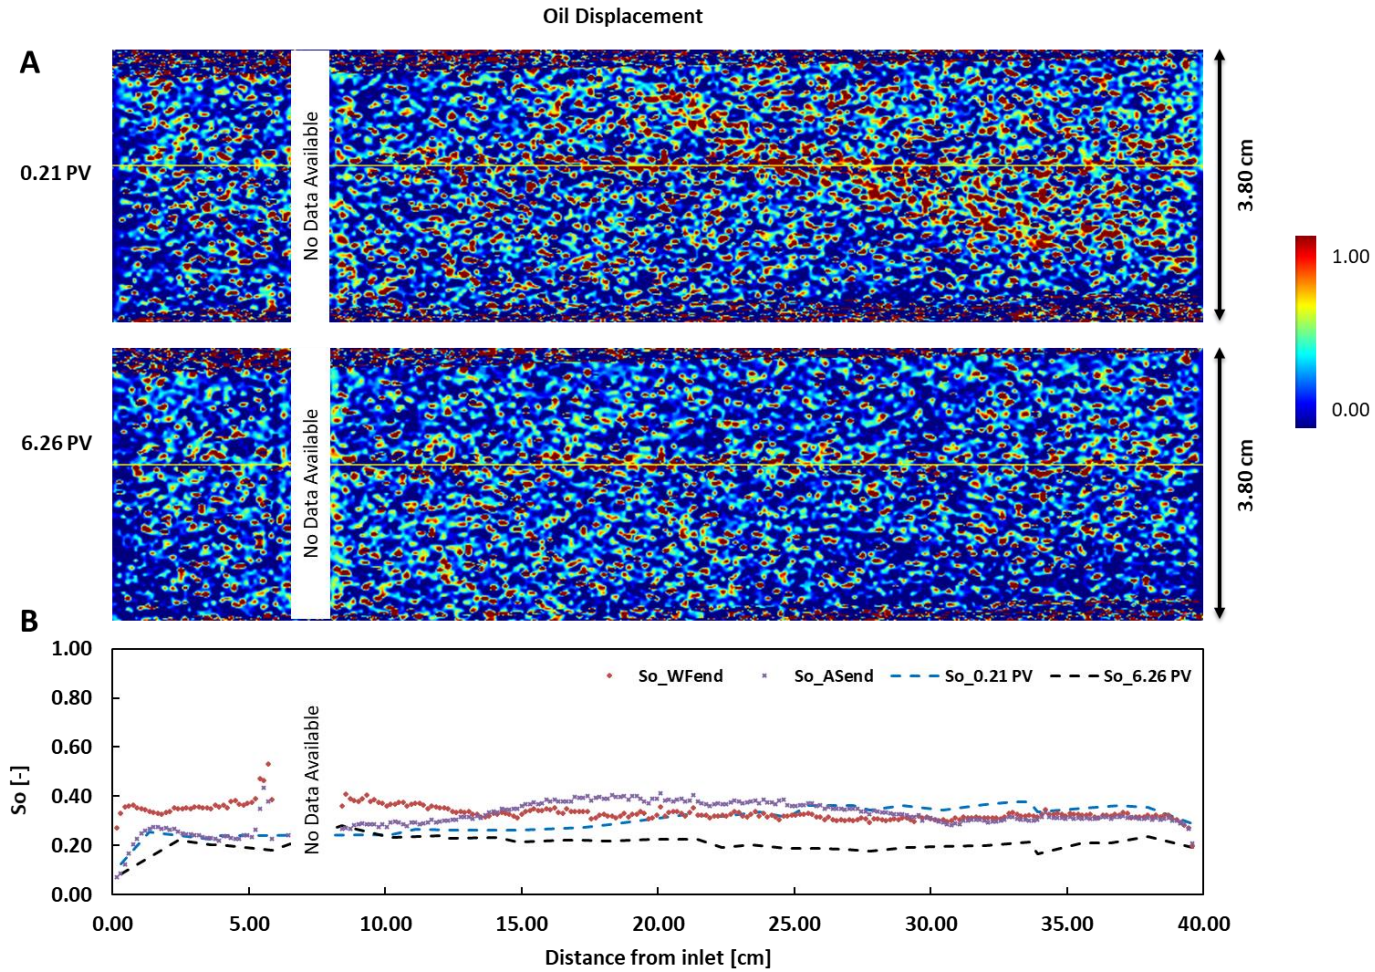 Oil Displacement
A
0.21 PV
No Data Available
3.80 cm
1.00
0.00
6.26 PV
No Data Available
3.80 cm
B
1.00
0.80
0.60
0.40
0.20
0.00
So [-]
So_WFend
So_ASend
So_0.21 PV
So_6.26 PV
No Data Available
0.00 5.00 10.00 15.00 20.00 25.00 30.00 35.00 40.00
Distance from inlet [cm]